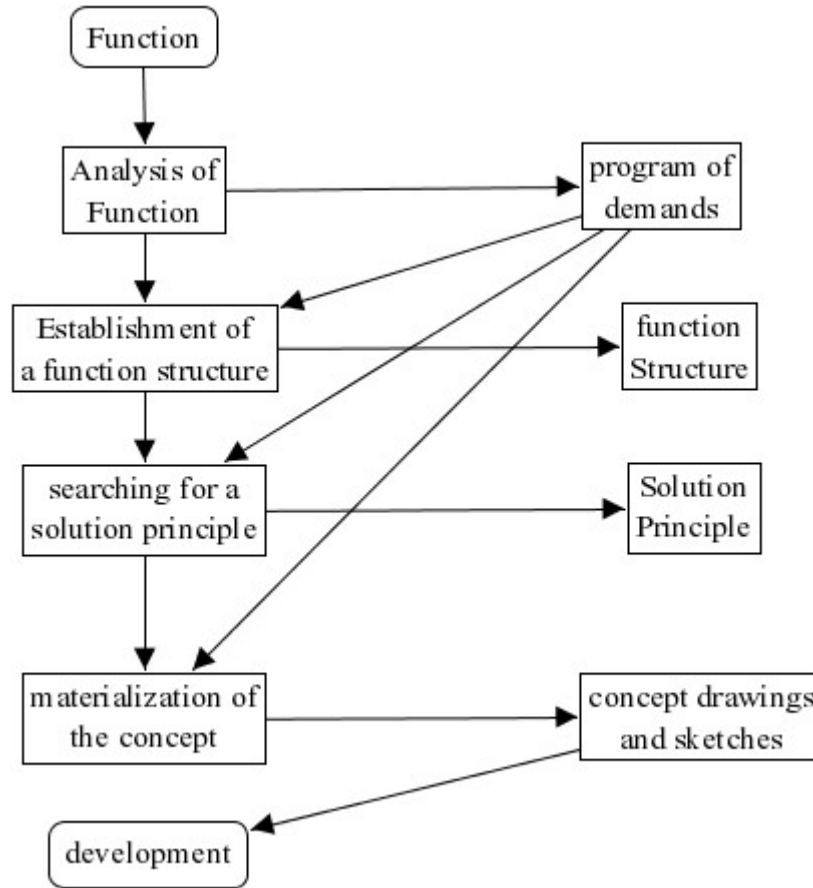 Function
Analysis of
Function
program of
demands
Establishment of
a function structure
function
Structure
searching for a
solution principle
Solution
Principle
materialization of
the concept
concept drawings
and sketches
development